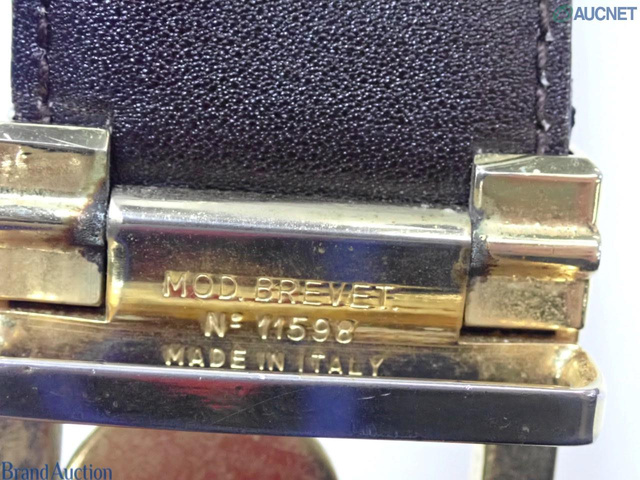 AUCNET
MOD. BREVET.
Nº 11598
MADE IN ITALY
Brand Auction